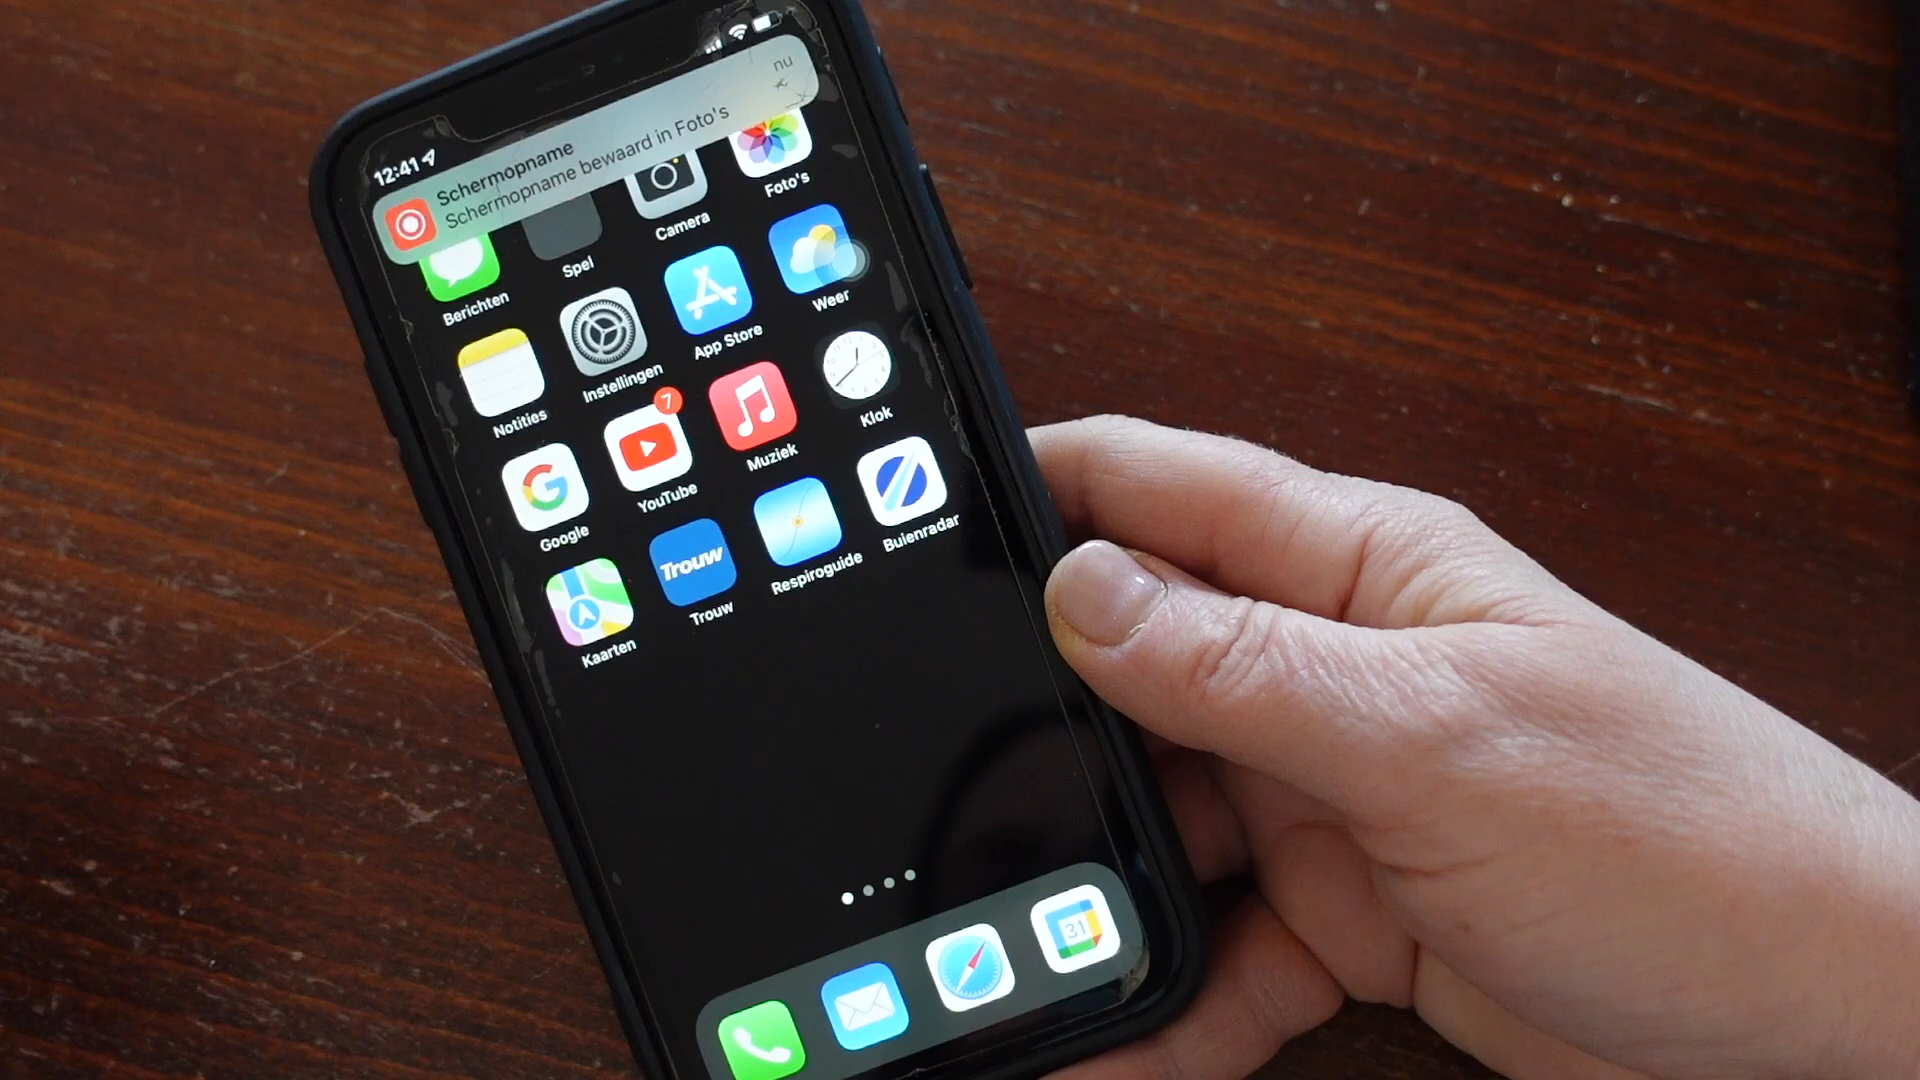 12:41
nu
Schermopname
Schermopname bewaard in Foto's
Berichten
Spel
Camera
Foto's
Notities
Instellingen
App Store
Weer
Google
7
YouTube
Muziek
Klok
Kaarten
Trouw
Trouw
Respiroguide
Buienradar
31